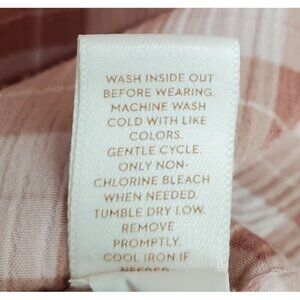 WASH INSIDE OUT
BEFORE WEARING.
MACHINE WASH
COLD WITH LIKE
COLORS.
GENTLE CYCLE.
ONLY NON-
CHLORINE BLEACH
WHEN NEEDED.
TUMBLE DRY LOW.
REMOVE
PROMPTLY.
COOL IRON IF
NEEDED